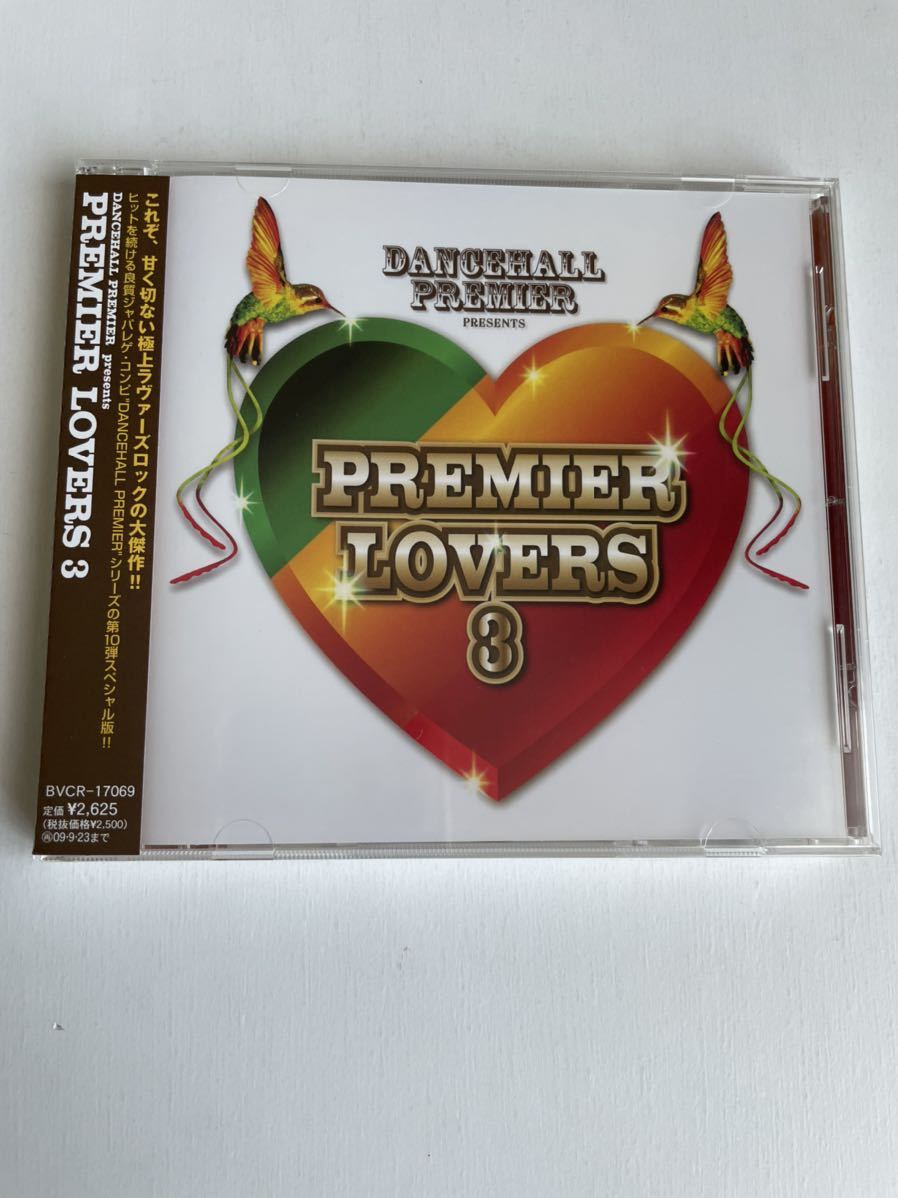 DANCEHALL PREMIER presents
PREMIER LOVERS 3
これぞ、甘く切ない極上ラヴァーズロックの大傑作!!
ヒットを続ける良質ジャパレゲ・コンピ"DANCEHALL PREMIER"シリーズの第10弾スペシャル版!!
BVCR-17069
定価 ¥2,625
(税抜価格¥2,500)
再09・9・23まで
DANCEHALL
PREMIER
PRESENTS
PREMIER
LOVERS
3